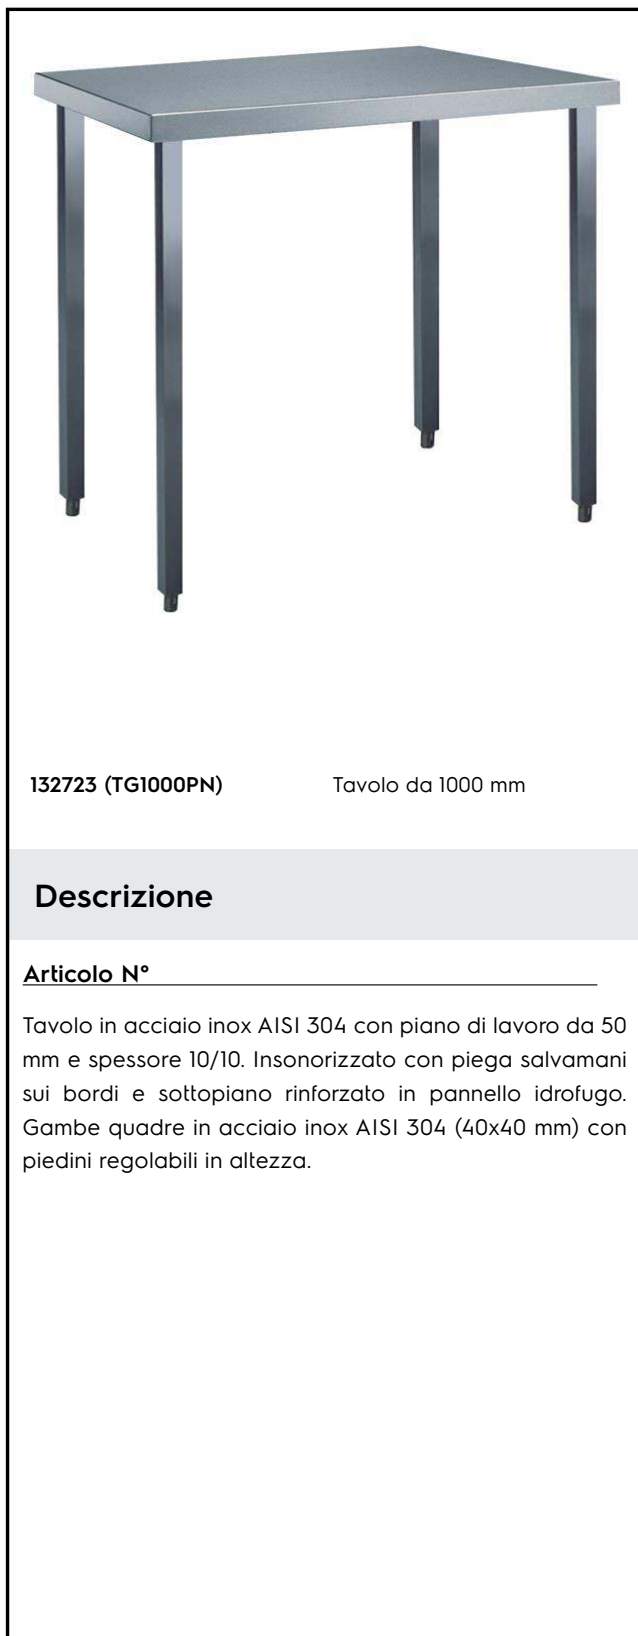 132723 (TG1000PN) Tavolo da 1000 mm
Descrizione
Articolo N°
Tavolo in acciaio inox AISI 304 con piano di lavoro da 50
mm e spessore 10/10. Insonorizzato con piega salvamani
sui bordi e sottopiano rinforzato in pannello idrofugo.
Gambe quadre in acciaio inox AISI 304 (40x40 mm) con
piedini regolabili in altezza.